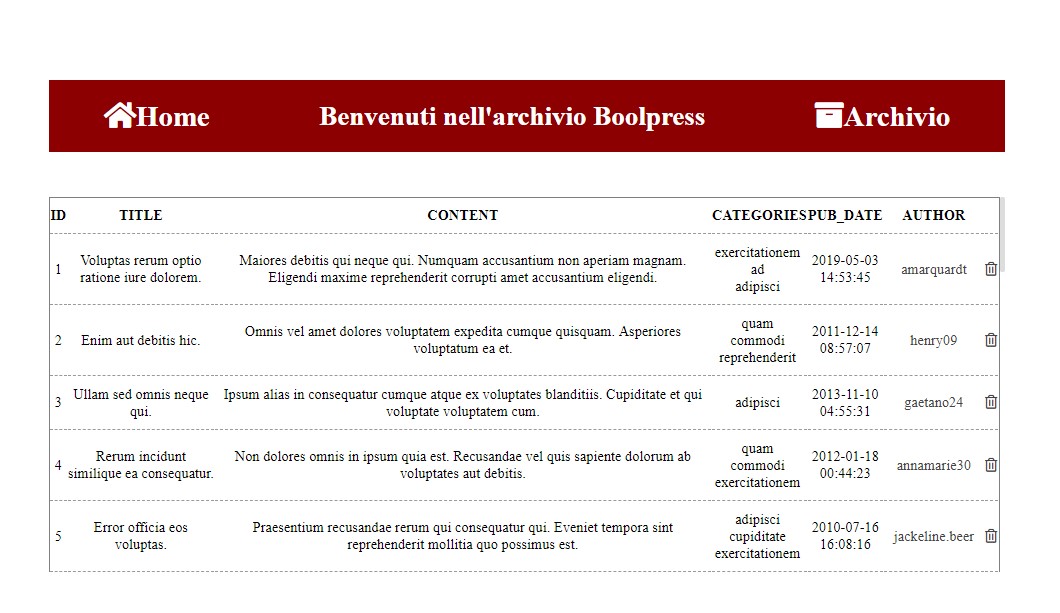 Home Benvenuti nell'archivio Boolpress Archivio
ID TITLE CONTENT CATEGORIES PUB_DATE AUTHOR
1 Voluptas rerum optio ratione iure dolorem. Maiores debitis qui neque qui. Numquam accusantium non aperiam magnam. Eligendi maxime reprehenderit corrupti amet accusantium eligendi. exercitationem ad adipisci 2019-05-03 14:53:45 amarquardt
2 Enim aut debitis hic. Omnis vel amet dolores voluptatem expedita cumque quisquam. Asperiores voluptatum ea et. quam commodi reprehenderit 2011-12-14 08:57:07 henry09
3 Ullam sed omnis neque qui. Ipsum alias in consequatur cumque atque ex voluptates blanditiis. Cupiditate et qui voluptate voluptatem cum. adipisci 2013-11-10 04:55:31 gaetano24
4 Rerum incidunt similique ea consequatur. Non dolores omnis in ipsum quia est. Recusandae vel quis sapiente dolorum ab voluptates aut debitis. quam commodi exercitationem 2012-01-18 00:44:23 annamarie30
5 Error officia eos voluptas. Praesentium recusandae rerum qui consequatur qui. Eveniet tempora sint reprehenderit mollitia quo possimus est. adipisci cupiditate exercitationem 2010-07-16 16:08:16 jackeline.beer